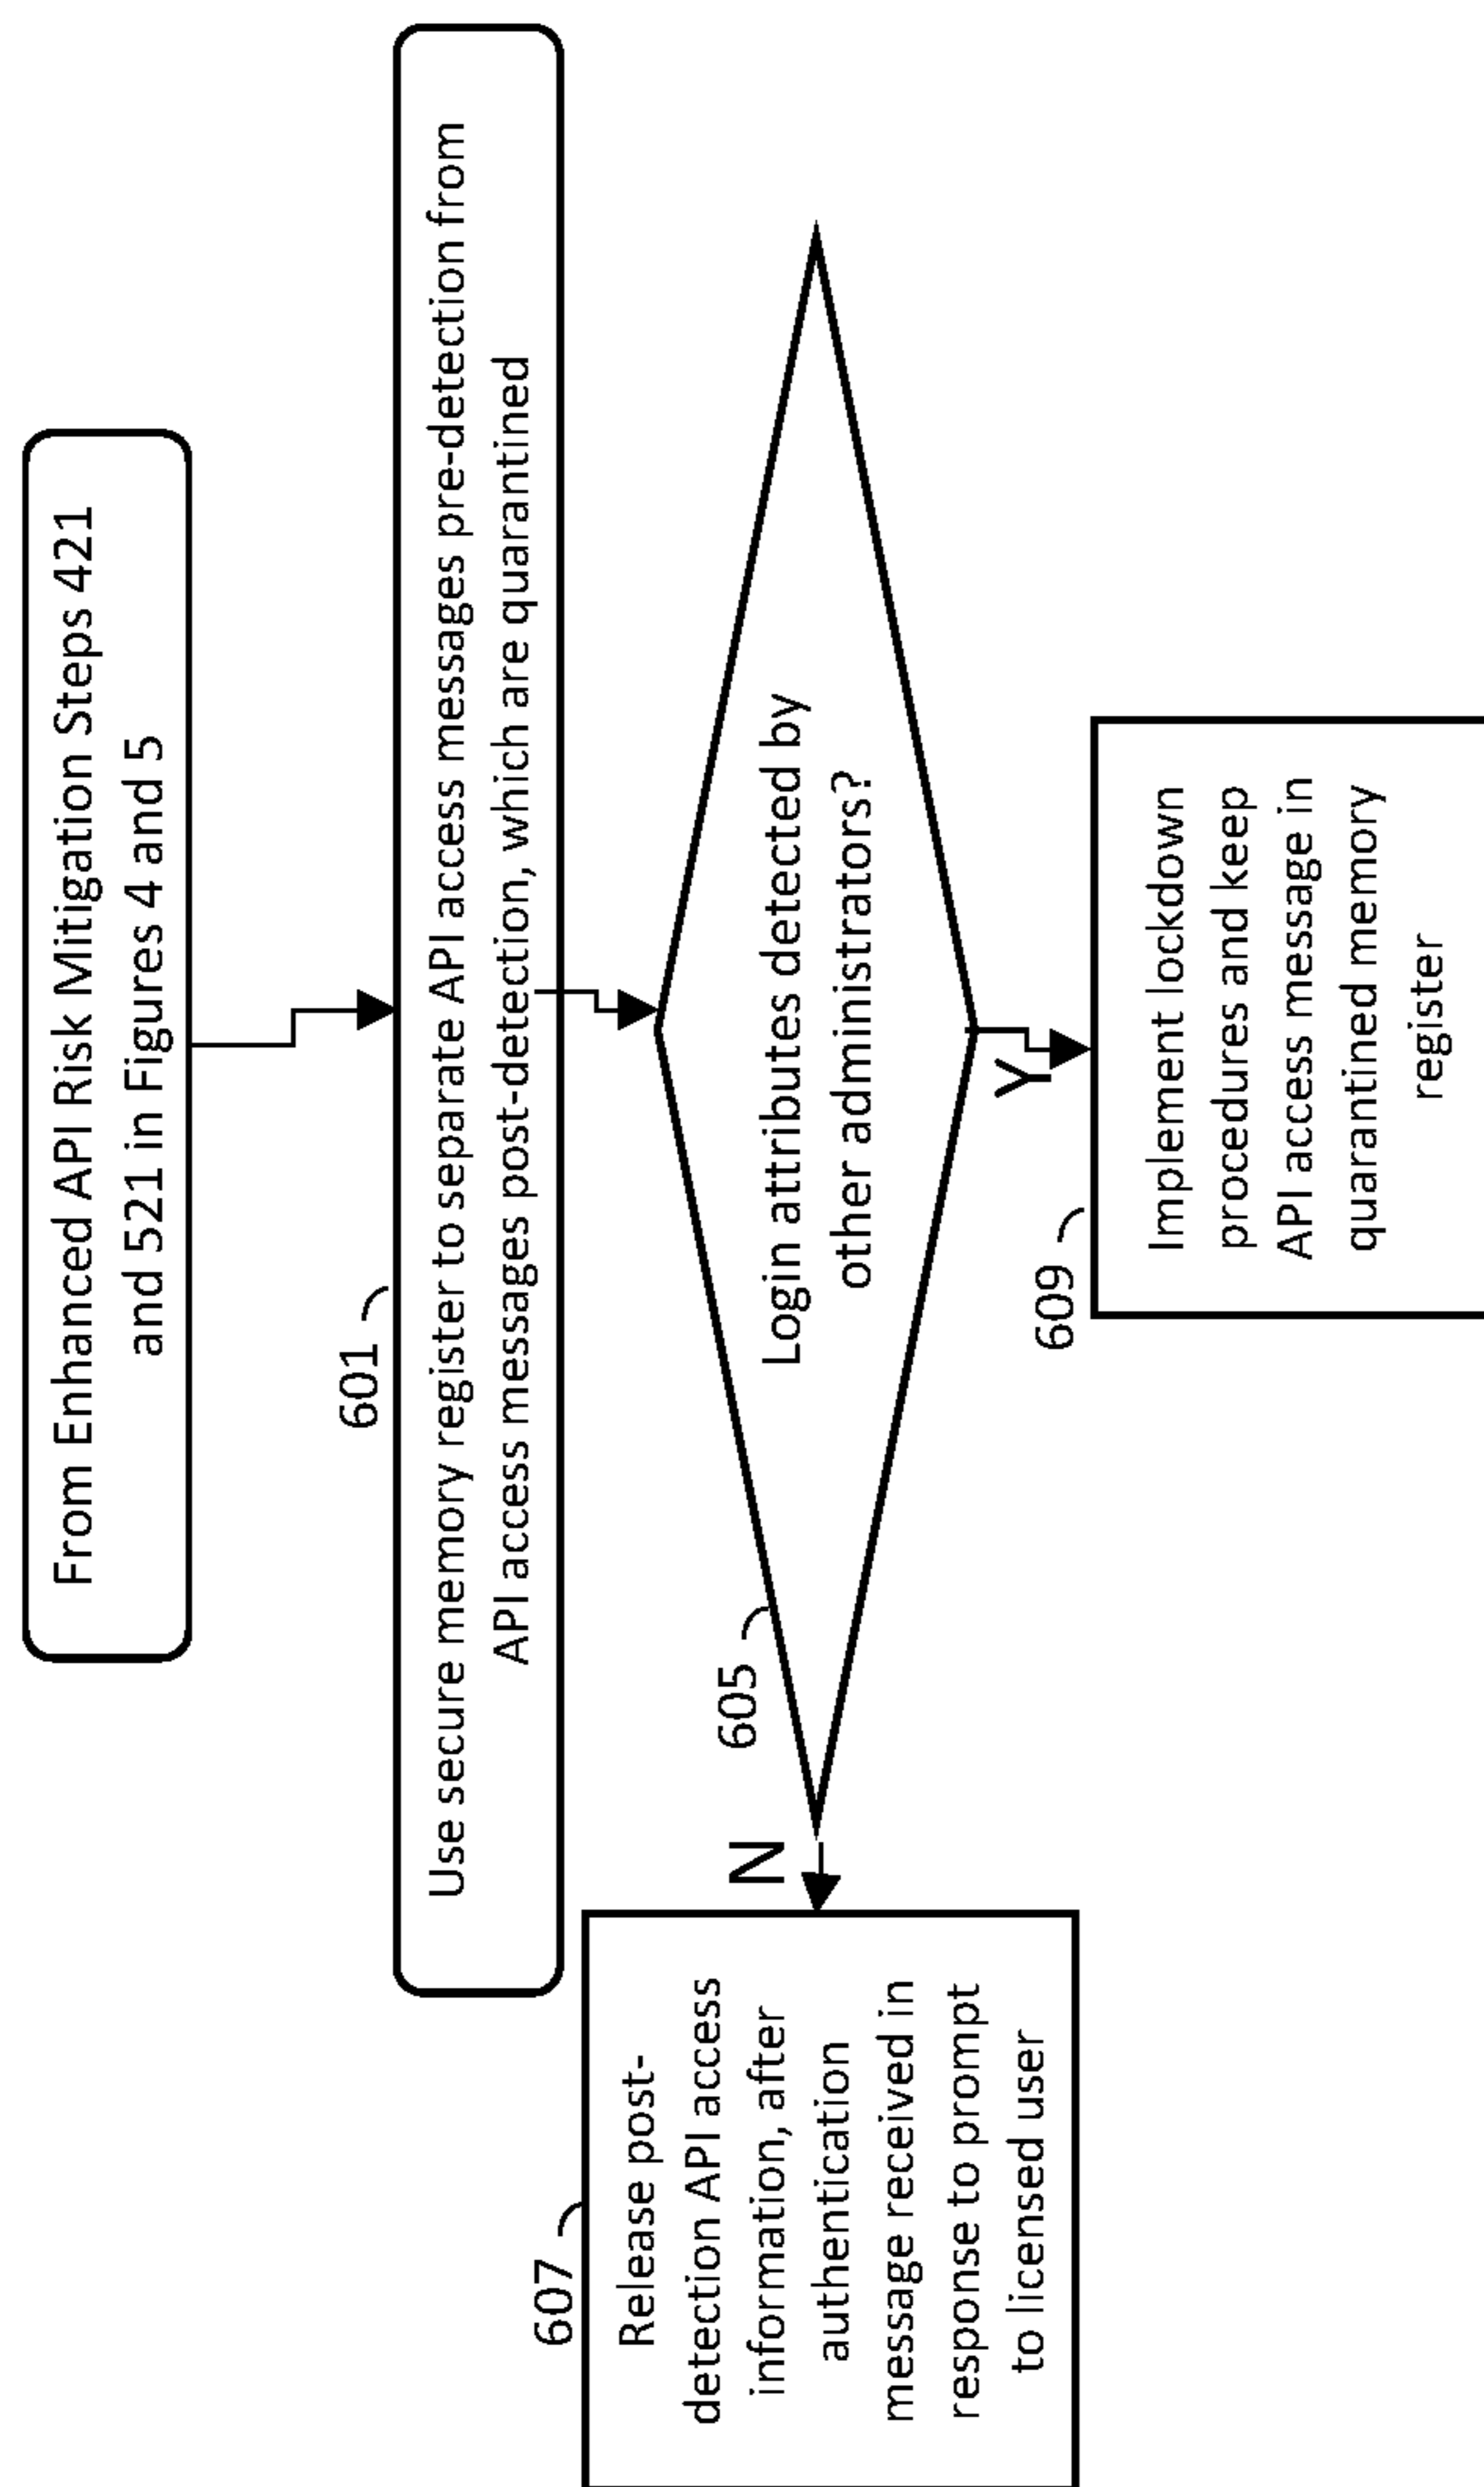 From Enhanced API Risk Mitigation Steps 421
and 521 in Figures 4 and 5
601
Use secure memory register to separate API access messages pre-detection from
API access messages post-detection, which are quarantined
605
Login attributes detected by
other administrators?
N
Y
607
Release post-
detection API access
information, after
authentication
message received in
response to prompt
to licensed user
609
Implement lockdown
procedures and keep
API access message in
quarantined memory
register